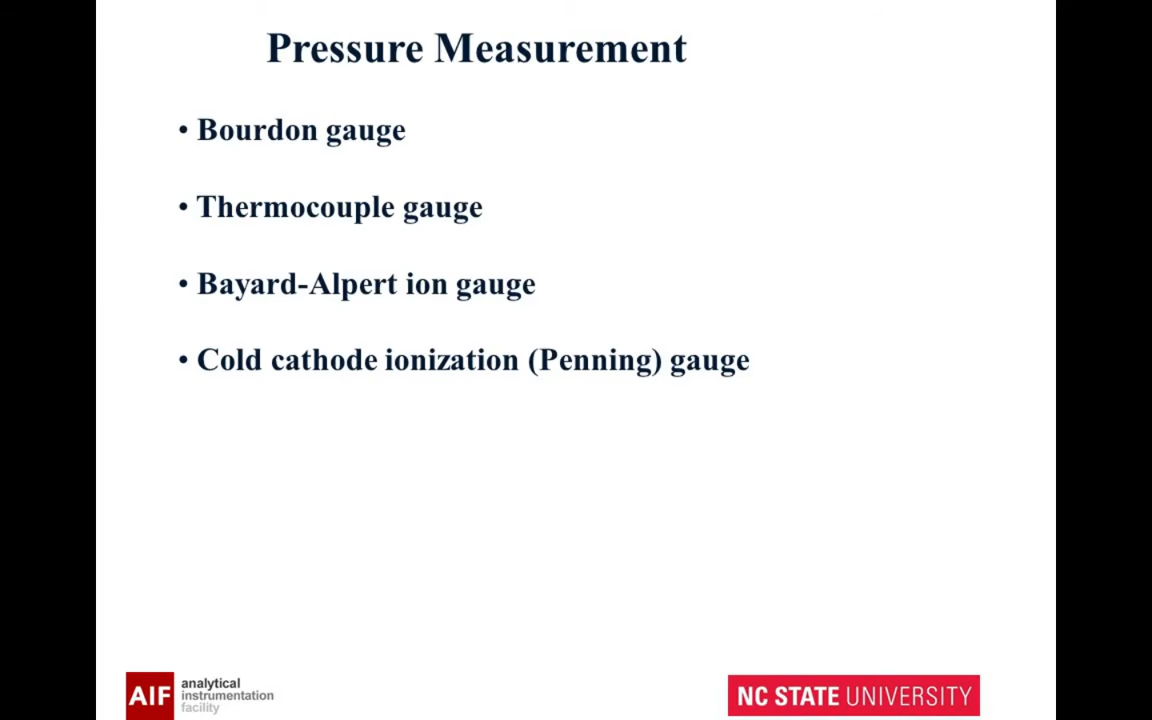 Pressure Measurement
• Bourdon gauge
• Thermocouple gauge
• Bayard-Alpert ion gauge
• Cold cathode ionization (Penning) gauge
AIF analytical
instrumentation
facility
NC STATE UNIVERSITY